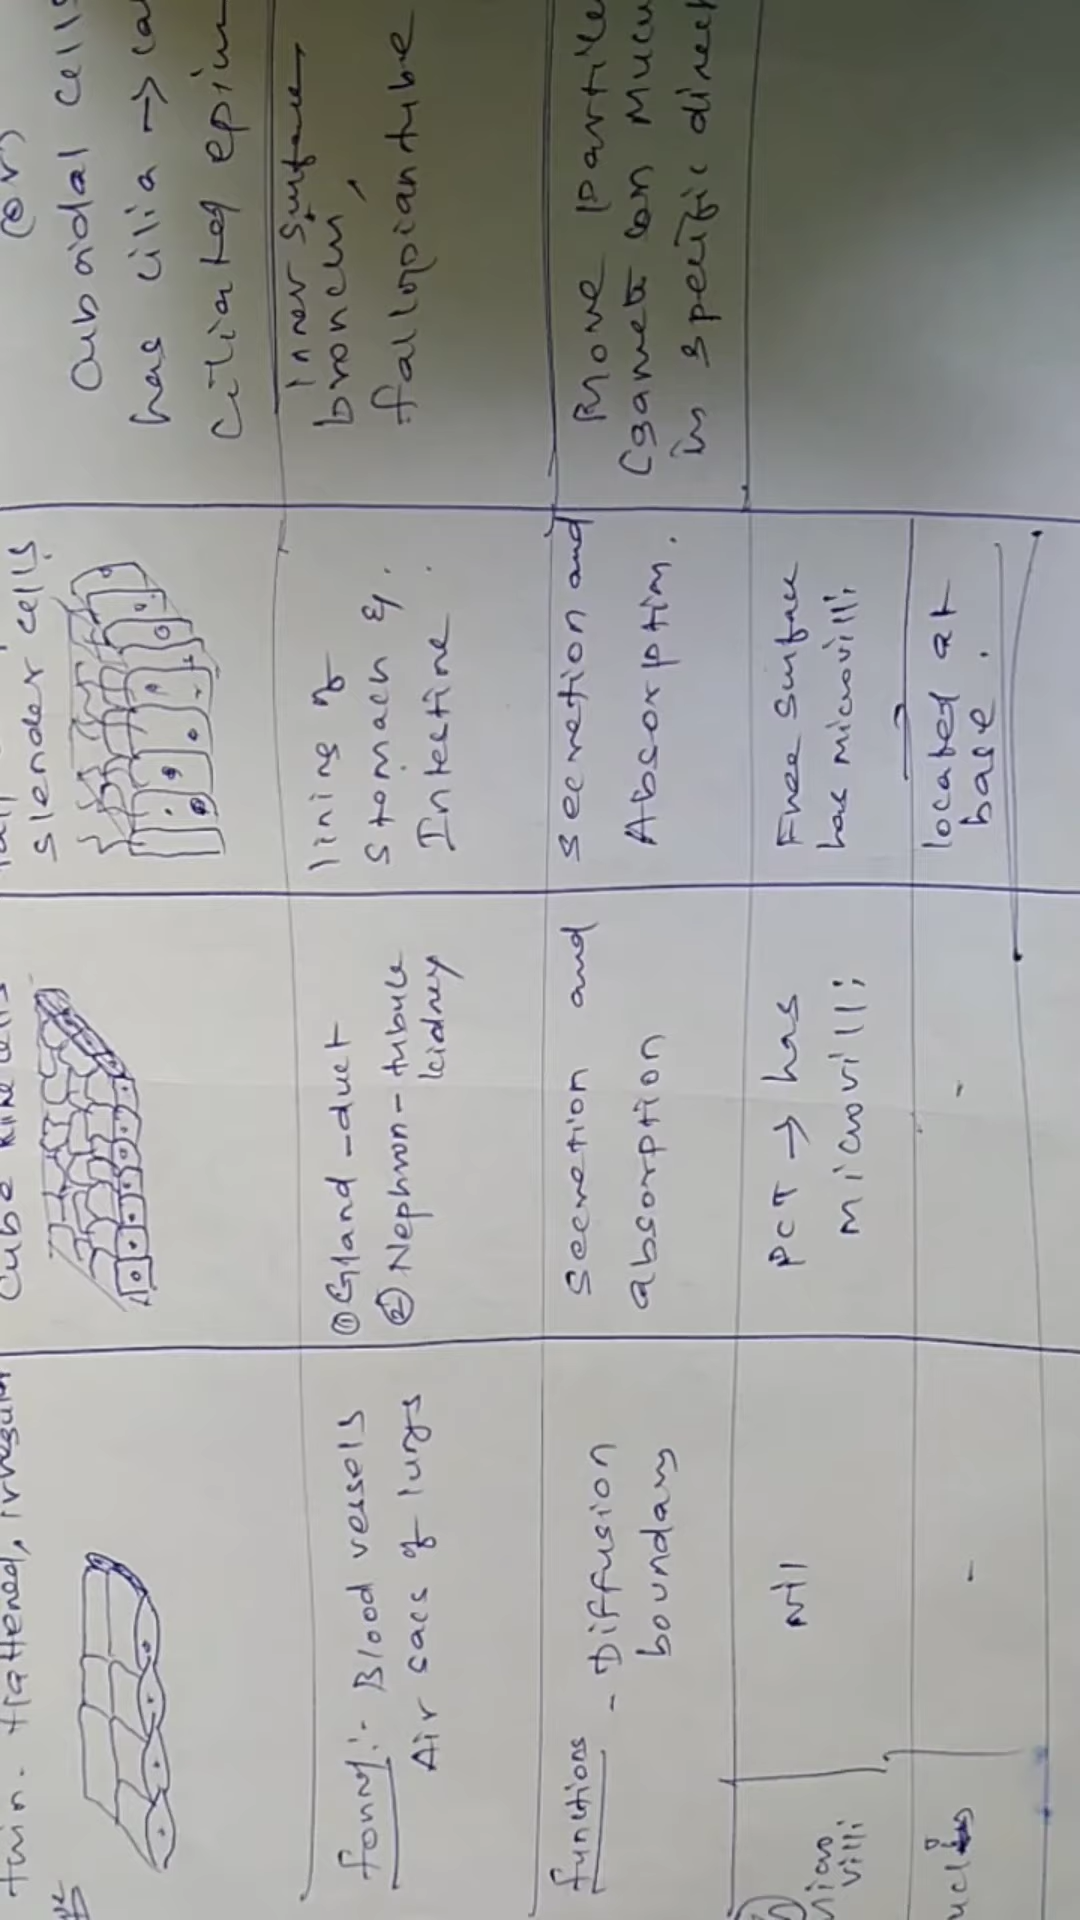 thin. flattened, irregular
found:- Blood vessels
Air sacs of lungs
functions - Diffusion
boundary
Micro
villi
Nil
-
Cube like cells
① Gland-duct
② Nephron-tubule
kidney
Secretion and
absorption
PCT → has
microvilli
-
slender cells
lining of
Stomach &
Intestine
Secretion and
Absorption.
Free surface
has microvilli
located at
base.
(or)
Cuboidal cells
has cilia →
Ciliated
Inner surface
bronchi,
fallopian tube
Move
(gamete (on mucu
in specific direct